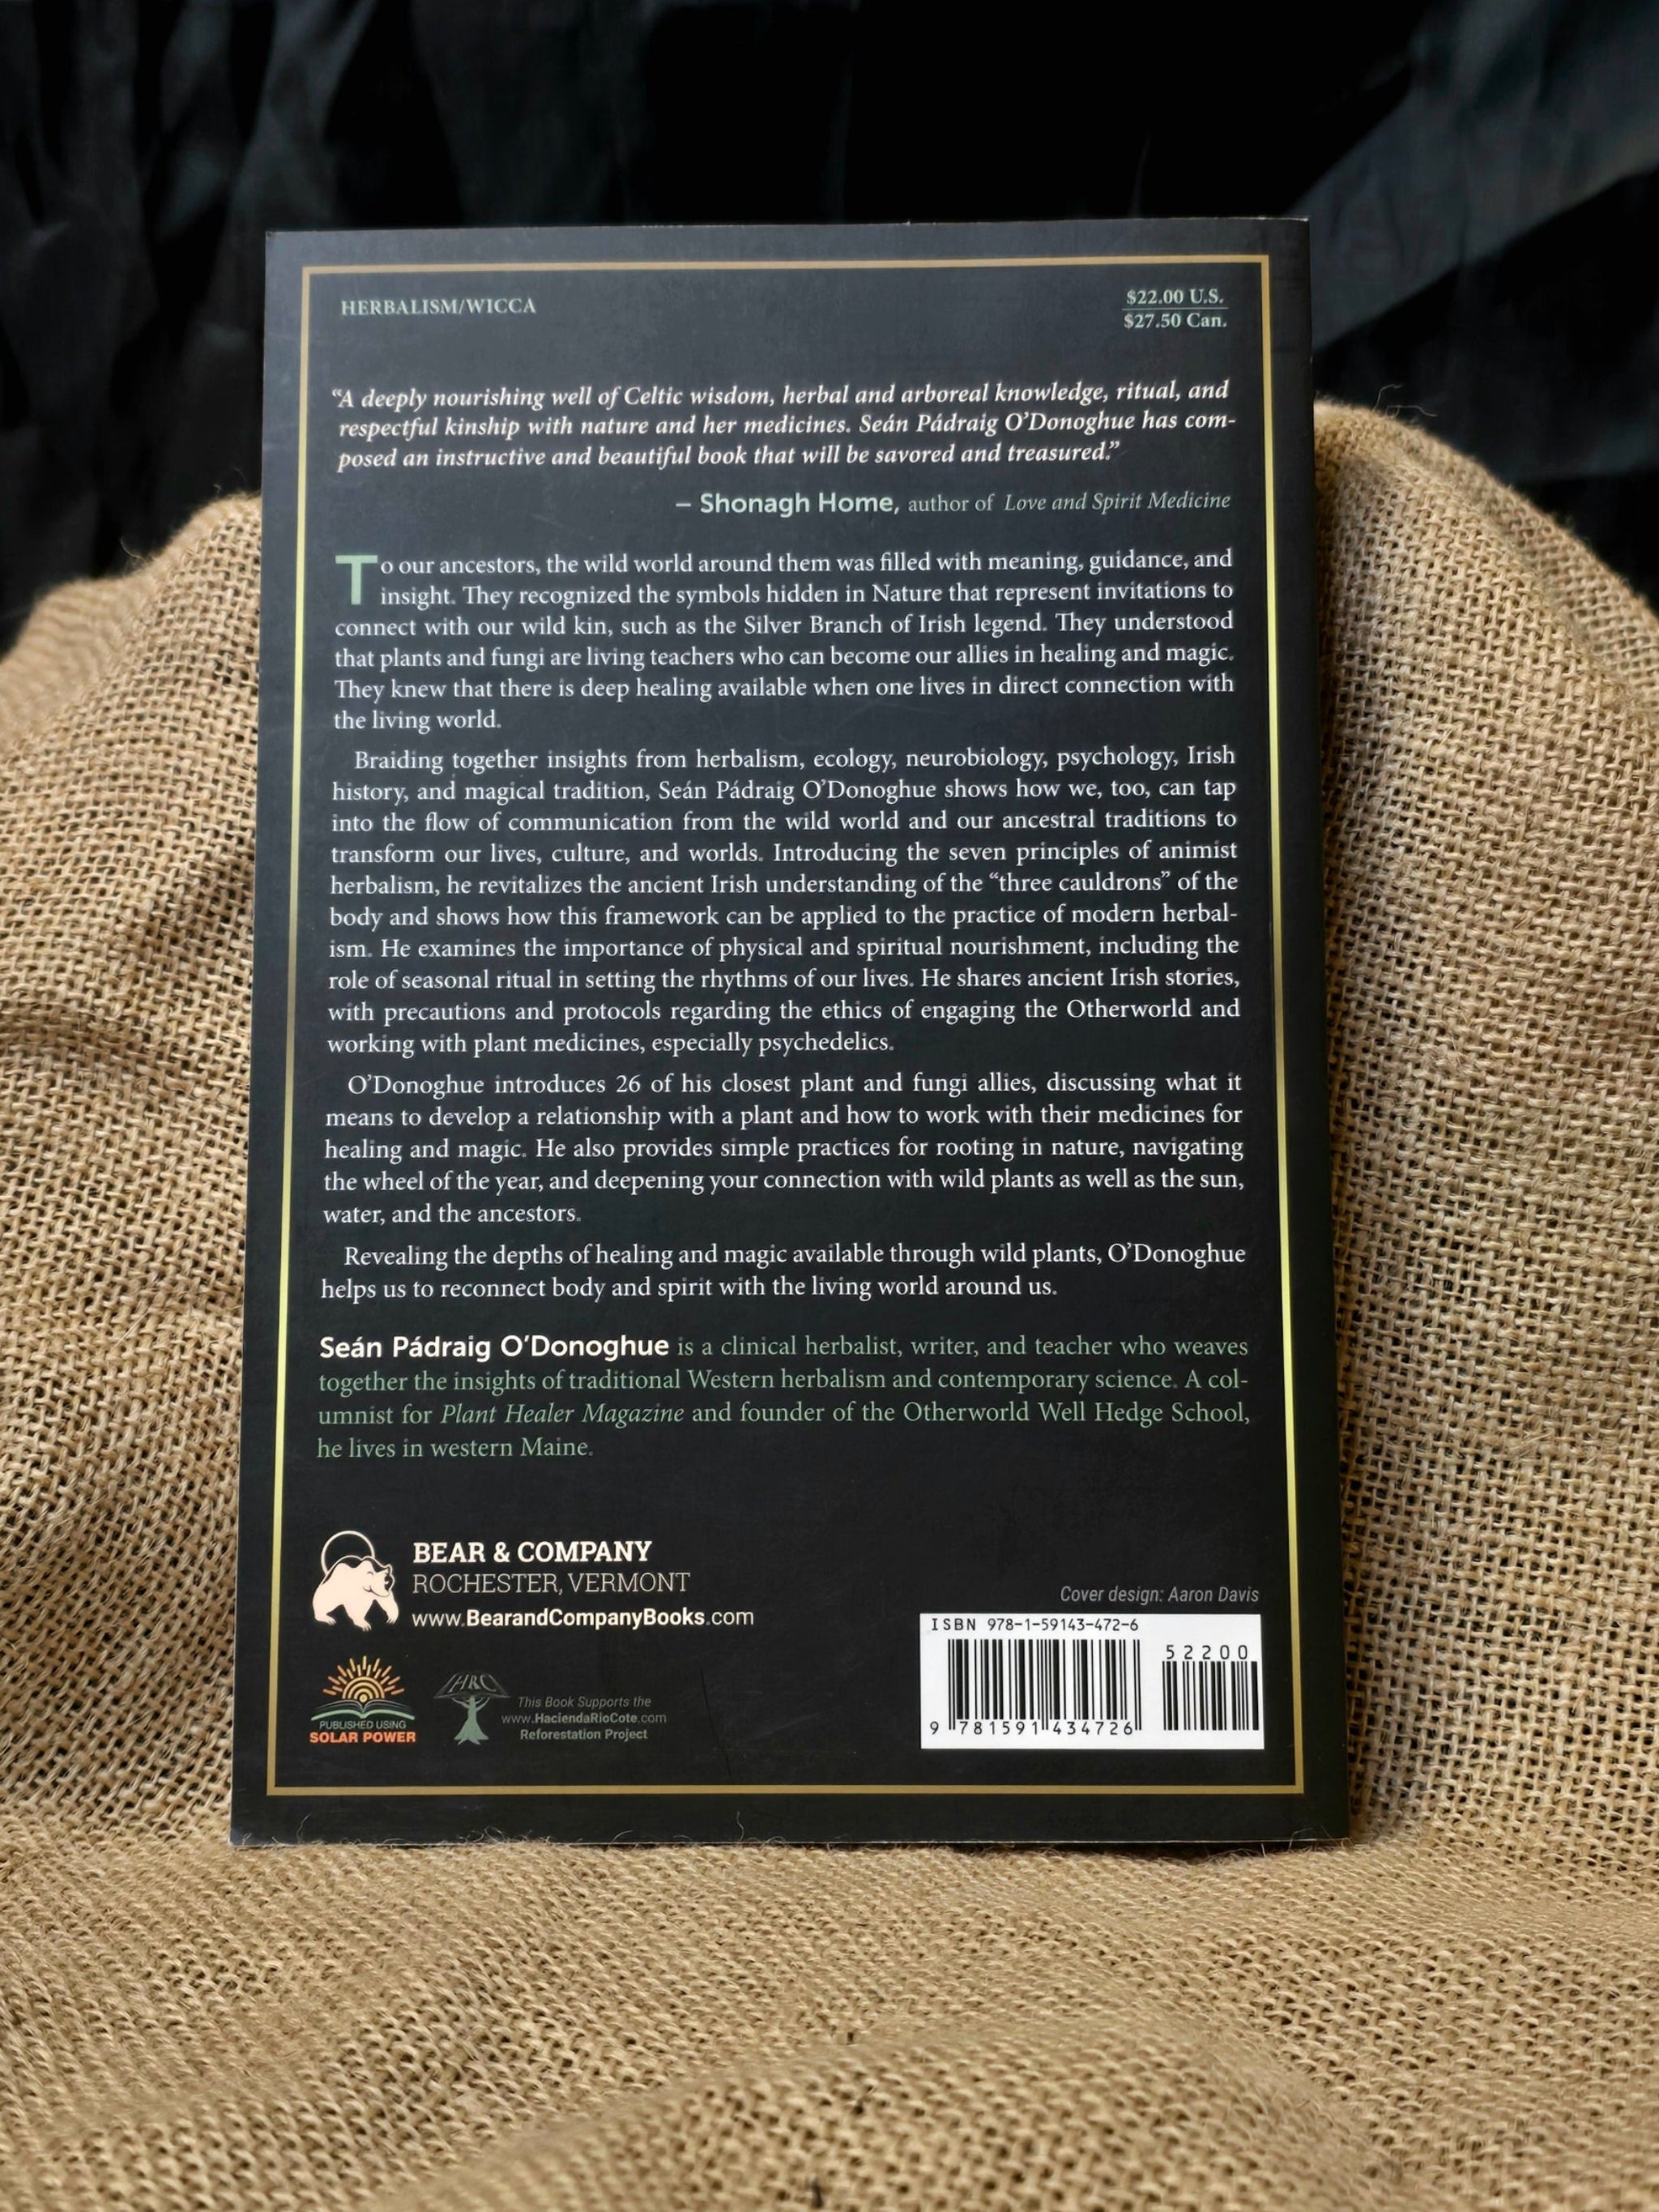 HERBALISM/WICCA
$22.00 U.S.
$27.50 Can.
“A deeply nourishing well of Celtic wisdom, herbal and arboreal knowledge, ritual, and
respectful kinship with nature and her medicines. Seán Pádraig O’Donoghue has com-
posed an instructive and beautiful book that will be savored and treasured.”
– Shonagh Home, author of Love and Spirit Medicine
To our ancestors, the wild world around them was filled with meaning, guidance, and
insight. They recognized the symbols hidden in Nature that represent invitations to
connect with our wild kin, such as the Silver Branch of Irish legend. They understood
that plants and fungi are living teachers who can become our allies in healing and magic.
They knew that there is deep healing available when one lives in direct connection with
the living world.
Braiding together insights from herbalism, ecology, neurobiology, psychology, Irish
history, and magical tradition, Seán Pádraig O’Donoghue shows how we, too, can tap
into the flow of communication from the wild world and our ancestral traditions to
transform our lives, culture, and worlds. Introducing the seven principles of animist
herbalism, he revitalizes the ancient Irish understanding of the “three cauldrons” of the
body and shows how this framework can be applied to the practice of modern herbal-
ism. He examines the importance of physical and spiritual nourishment, including the
role of seasonal ritual in setting the rhythms of our lives. He shares ancient Irish stories,
with precautions and protocols regarding the ethics of engaging the Otherworld and
working with plant medicines, especially psychedelics.
O’Donoghue introduces 26 of his closest plant and fungi allies, discussing what it
means to develop a relationship with a plant and how to work with their medicines for
healing and magic. He also provides simple practices for rooting in nature, navigating
the wheel of the year, and deepening your connection with wild plants as well as the sun,
water, and the ancestors.
Revealing the depths of healing and magic available through wild plants, O’Donoghue
helps us to reconnect body and spirit with the living world around us.
Seán Pádraig O’Donoghue is a clinical herbalist, writer, and teacher who weaves
together the insights of traditional Western herbalism and contemporary science. A col-
umnist for Plant Healer Magazine and founder of the Otherworld Well Hedge School,
he lives in western Maine.
BEAR & COMPANY
ROCHESTER, VERMONT
www.BearandCompanyBooks.com
PUBLISHED USING
SOLAR POWER
HRC
This Book Supports the
www.HaciendaRioCote.com
Reforestation Project
Cover design: Aaron Davis
ISBN 978-1-59143-472-6
52200
9 781591 434726